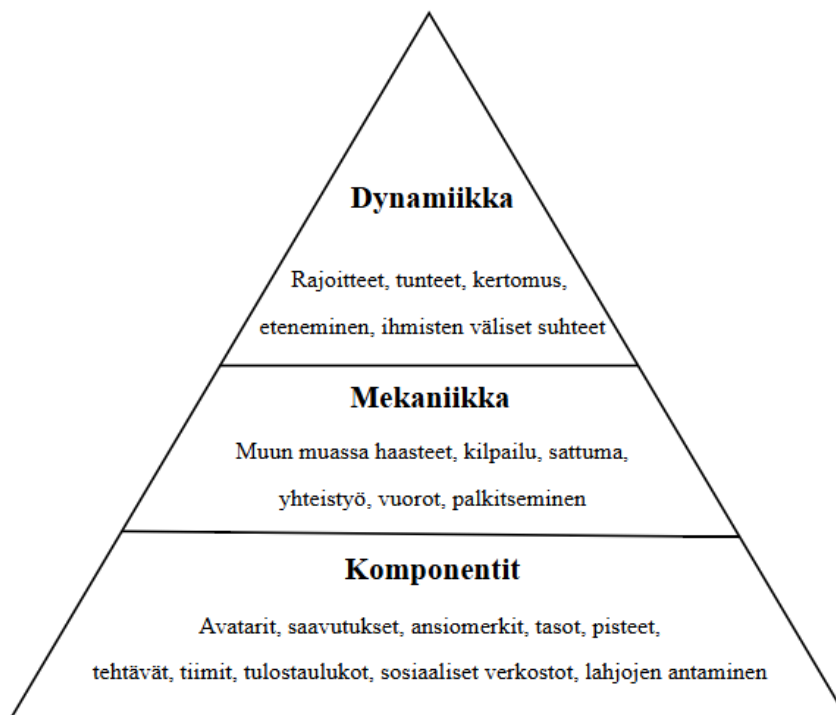 Dynamiikka
Rajoitteet, tunteet, kertomus,
eteneminen, ihmisten väliset suhteet
Mekaniikka
Muun muassa haasteet, kilpailu, sattuma,
yhteistyö, vuorot, palkitseminen
Komponentit
Avatarit, saavutukset, ansiomerkit, tasot, pisteet,
tehtävät, tiimit, tulostaulukot, sosiaaliset verkostot, lahjojen antaminen